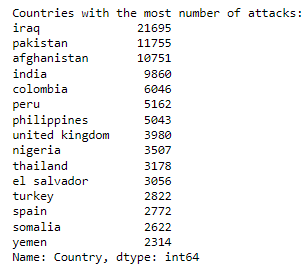 Countries with the most number of attacks:
iraq 21695
pakistan 11755
afghanistan 10751
india 9860
colombia 6046
peru 5162
philippines 5043
united kingdom 3980
nigeria 3507
thailand 3178
el salvador 3056
turkey 2822
spain 2772
somalia 2622
yemen 2314
Name: Country, dtype: int64